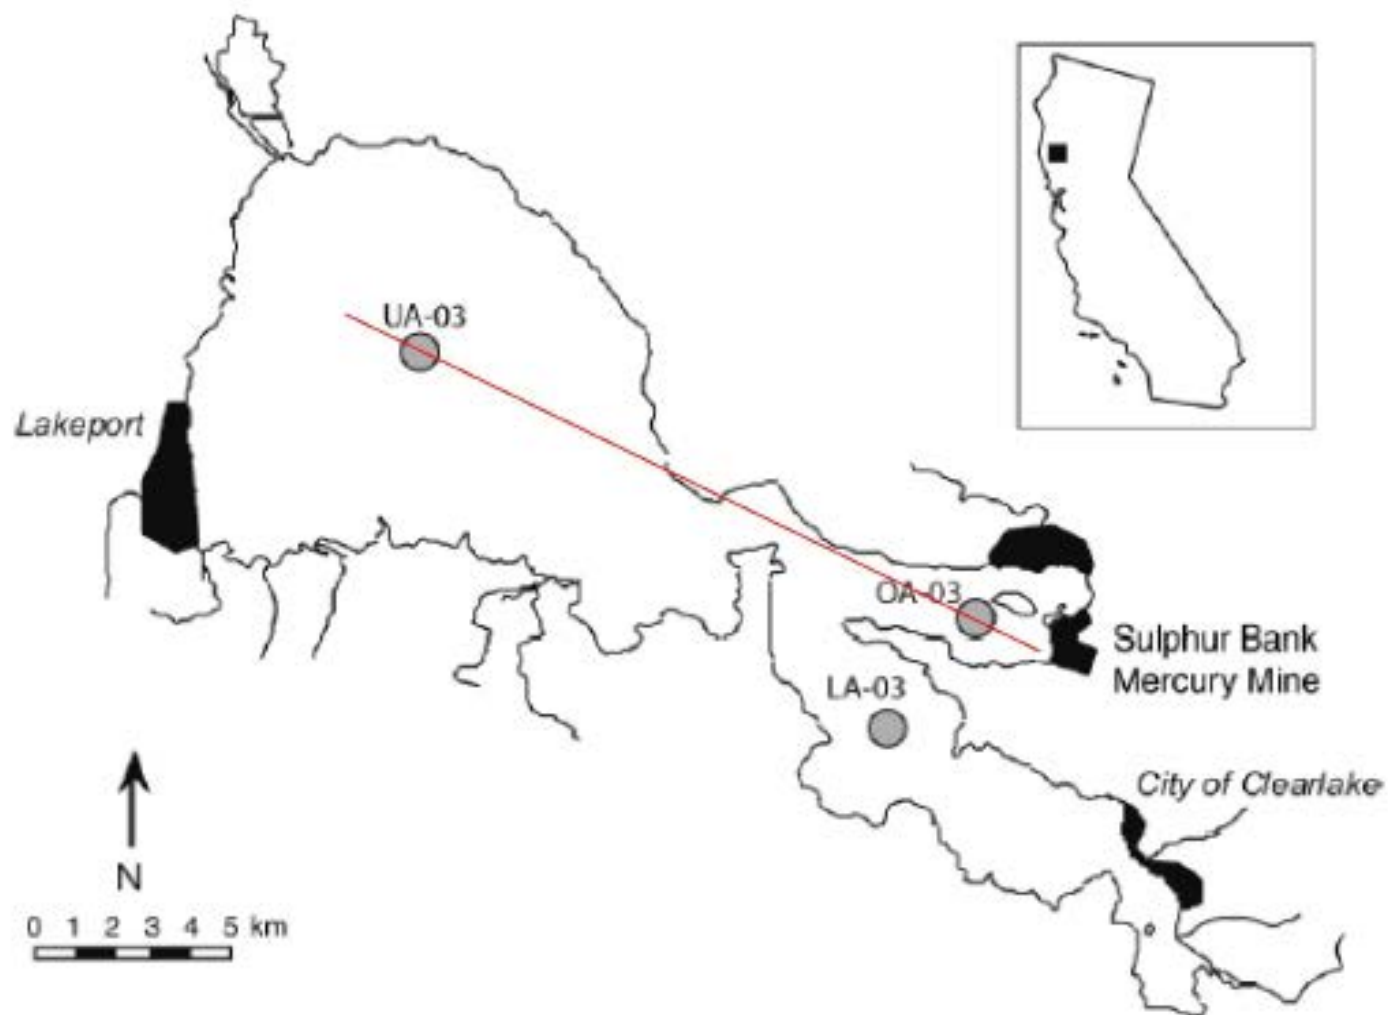 UA-03
Lakeport
OA-03
Sulphur Bank
Mercury Mine
LA-03
City of Clearlake
N
0 1 2 3 4 5 km